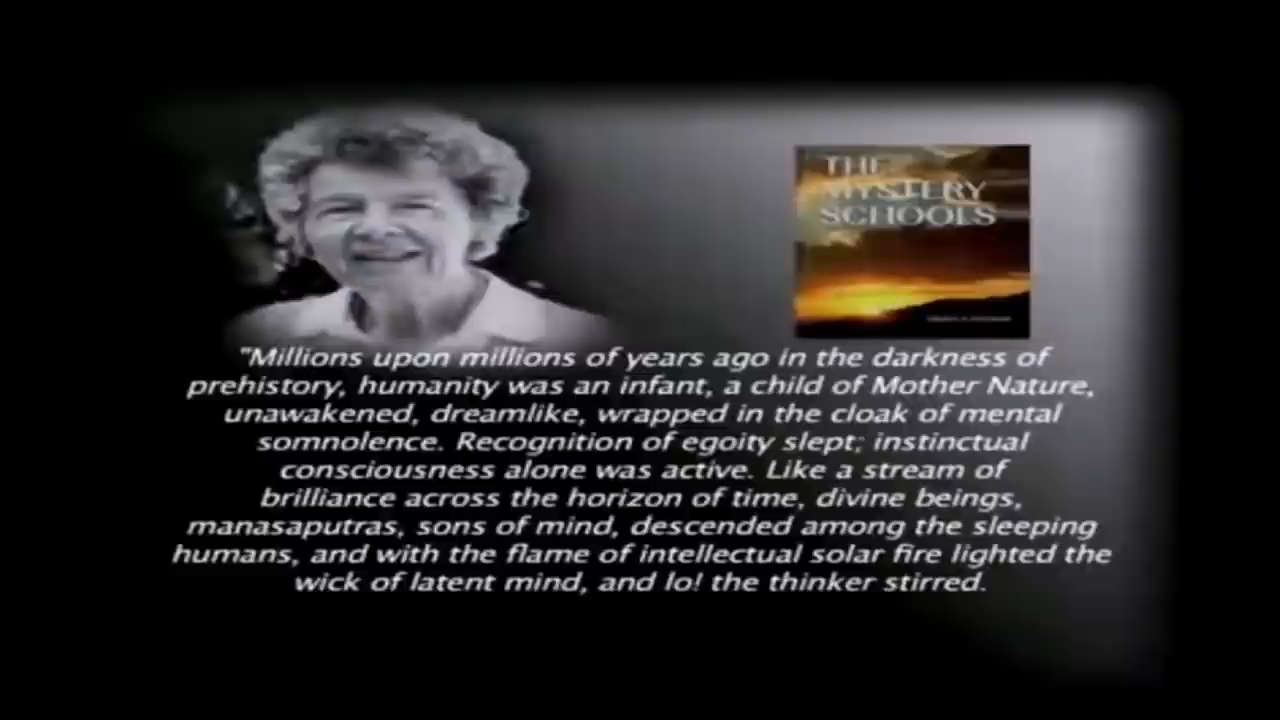 THE
MYSTERY
SCHOOLS
"Millions upon millions of years ago in the darkness of
prehistory, humanity was an infant, a child of Mother Nature,
unawakened, dreamlike, wrapped in the cloak of mental
somnolence. Recognition of egoity slept; instinctual
consciousness alone was active. Like a stream of
brilliance across the horizon of time, divine beings,
manasaputras, sons of mind, descended among the sleeping
humans, and with the flame of intellectual solar fire lighted the
wick of latent mind, and lo! the thinker stirred.